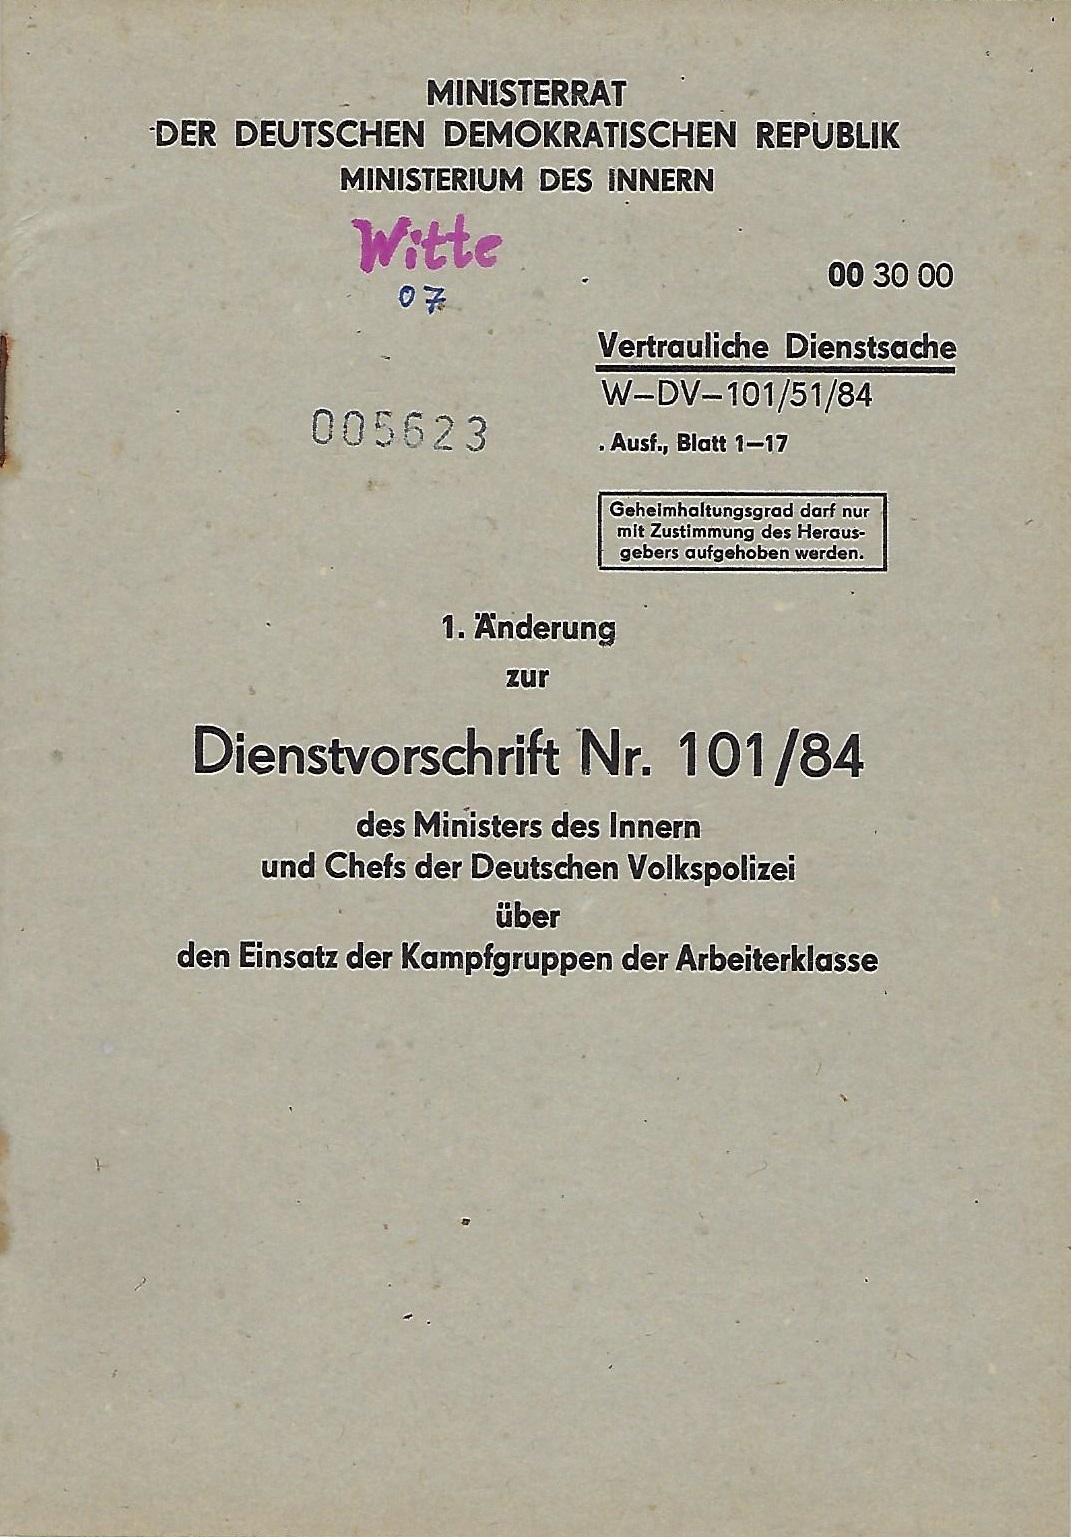 MINISTERRAT
DER DEUTSCHEN DEMOKRATISCHEN REPUBLIK
MINISTERIUM DES INNERN
Witte
07
00 30 00
Vertrauliche Dienstsache
W–DV–101/51/84
005623
. Ausf., Blatt 1–17
Geheimhaltungsgrad darf nur
mit Zustimmung des Heraus-
gebers aufgehoben werden.
1. Änderung
zur
Dienstvorschrift Nr. 101/84
des Ministers des Innern
und Chefs der Deutschen Volkspolizei
über
den Einsatz der Kampfgruppen der Arbeiterklasse